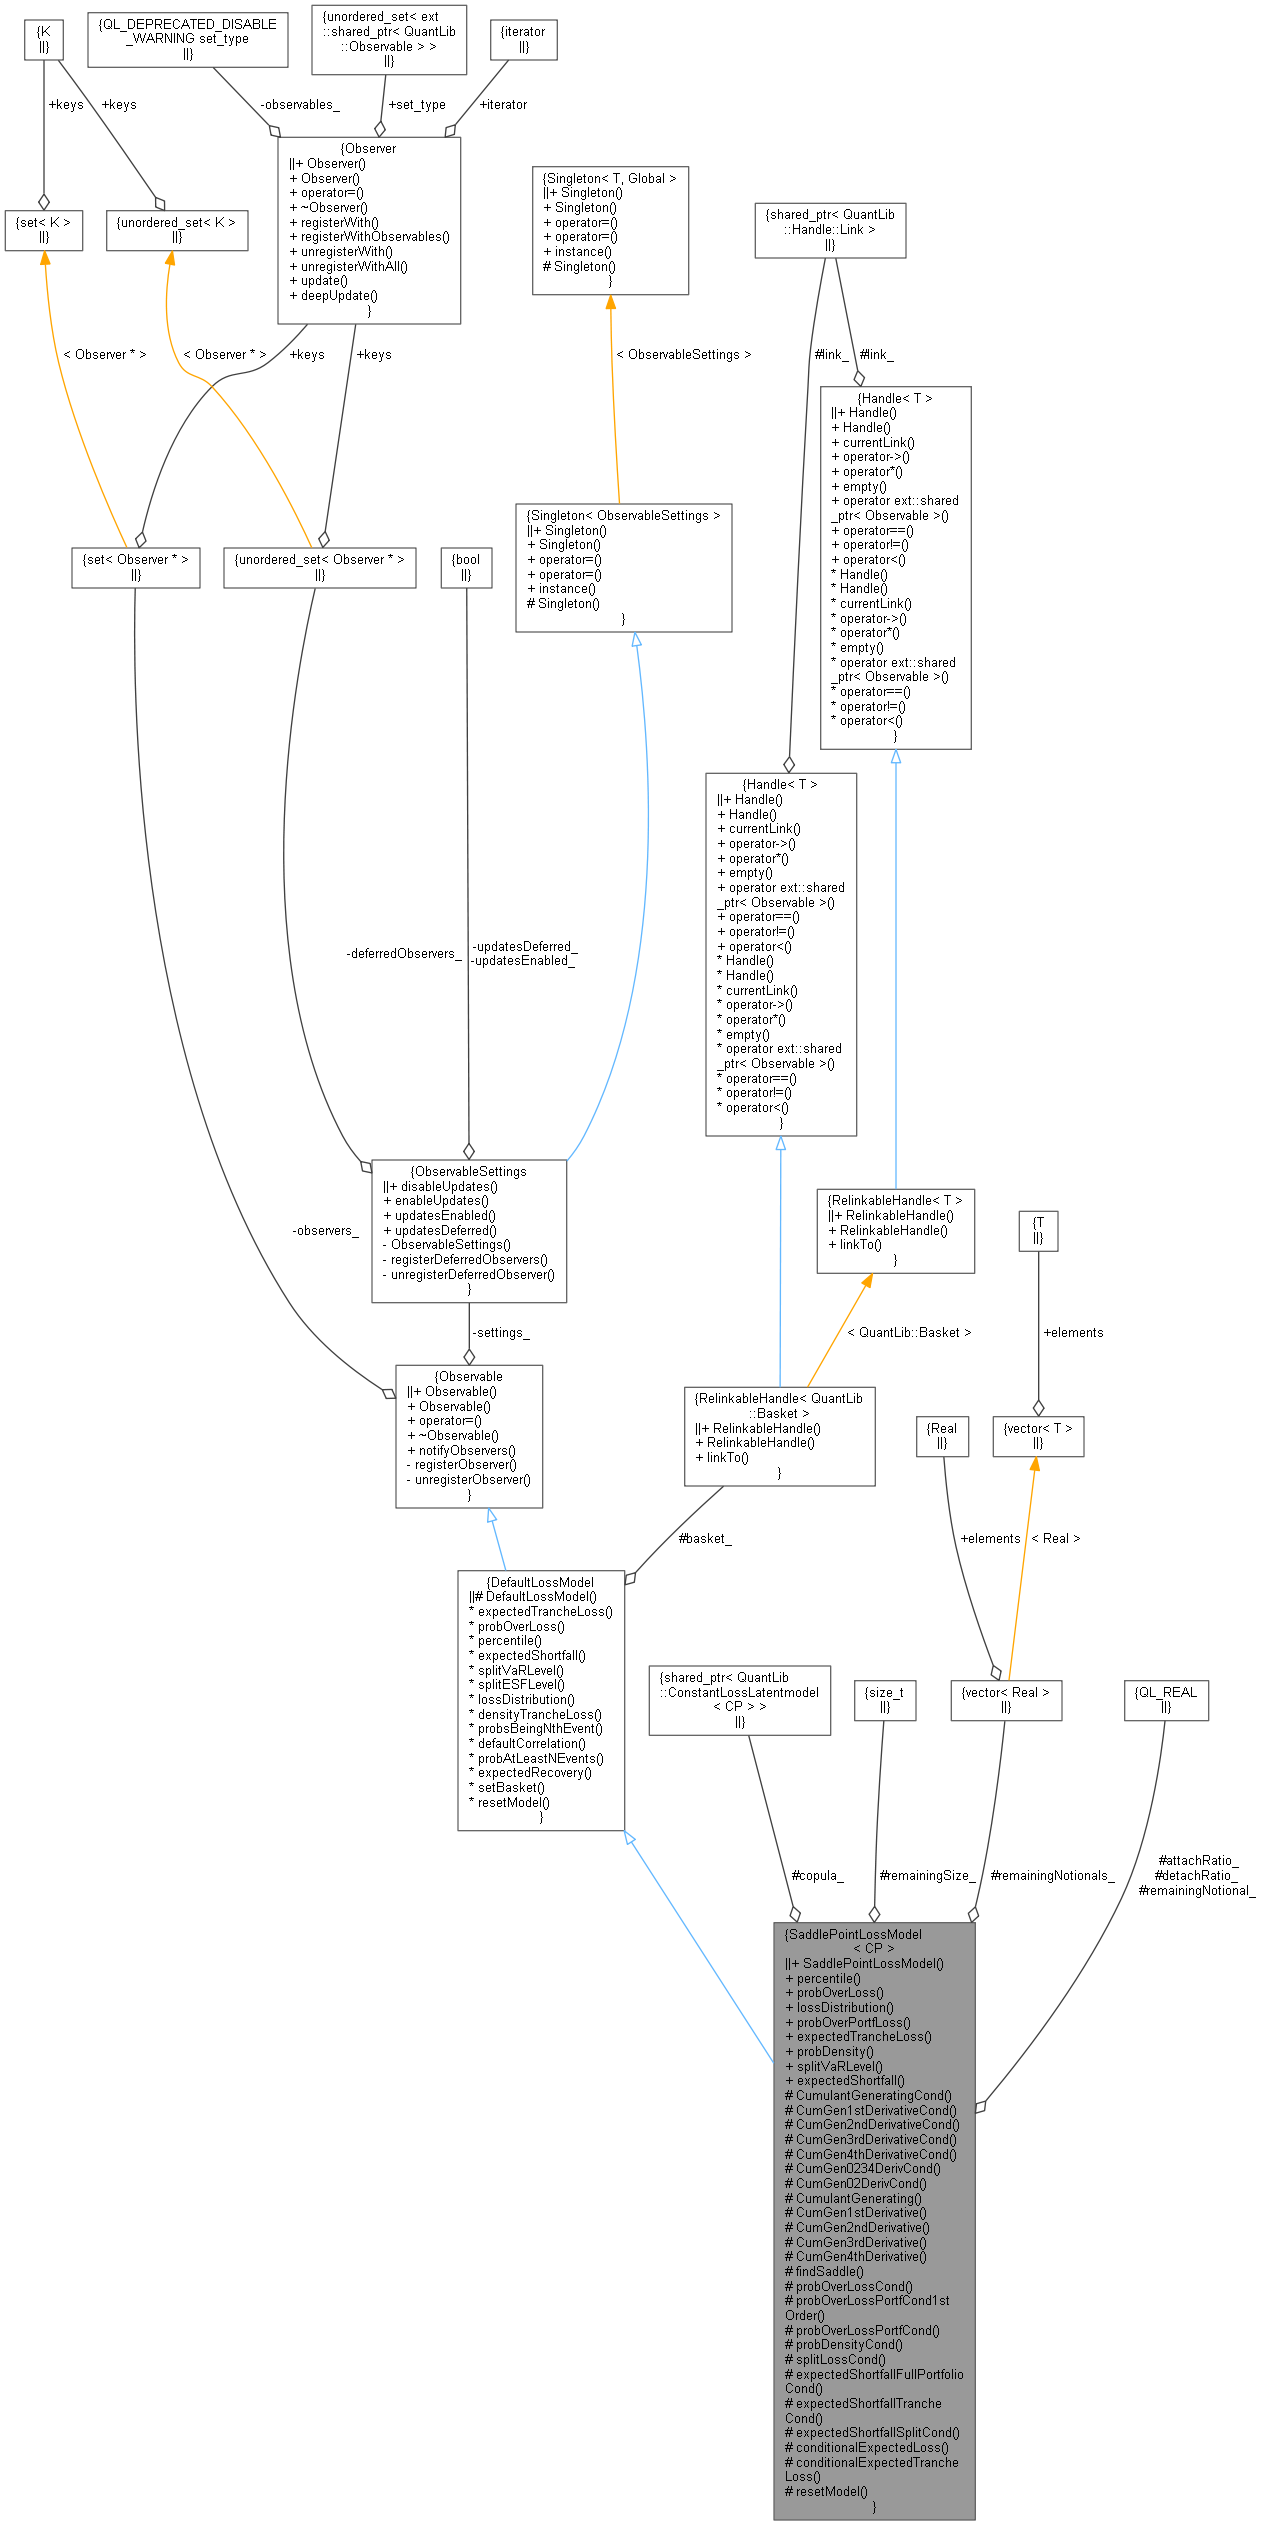 {K
||}
{QL_DEPRECATED_DISABLE
_WARNING set_type
||}
{unordered_set< ext
::shared_ptr< QuantLib
::Observable > >
||}
{iterator
||}
+keys
+keys
-observables_
+set_type
+iterator
{set< K >
||}
{unordered_set< K >
||}
{Observer
||+ Observer()
+ Observer()
+ operator=()
+ ~Observer()
+ registerWith()
+ registerWithObservables()
+ unregisterWith()
+ unregisterWithAll()
+ update()
+ deepUpdate()
}
{Singleton< T, Global >
||+ Singleton()
+ Singleton()
+ operator=()
+ operator=()
+ instance()
# Singleton()
}
{shared_ptr< QuantLib
::Handle::Link >
||}
< Observer * >
< Observer * >
+keys
+keys
< ObservableSettings >
#link_
#link_
{Handle< T >
||+ Handle()
+ Handle()
+ currentLink()
+ operator->()
+ operator*()
+ empty()
+ operator ext::shared
_ptr< Observable >()
+ operator==()
+ operator!=()
+ operator<()
* Handle()
* Handle()
* currentLink()
* operator->()
* operator*()
* empty()
* operator ext::shared
_ptr< Observable >()
* operator==()
* operator!=()
* operator<()
}
{set< Observer * >
||}
{unordered_set< Observer * >
||}
{bool
||}
{Singleton< ObservableSettings >
||+ Singleton()
+ Singleton()
+ operator=()
+ operator=()
+ instance()
# Singleton()
}
{Handle< T >
||+ Handle()
+ Handle()
+ currentLink()
+ operator->()
+ operator*()
+ empty()
+ operator ext::shared
_ptr< Observable >()
+ operator==()
+ operator!=()
+ operator<()
* Handle()
* Handle()
* currentLink()
* operator->()
* operator*()
* empty()
* operator ext::shared
_ptr< Observable >()
* operator==()
* operator!=()
* operator<()
}
-deferredObservers_
-updatesDeferred_
-updatesEnabled_
-observers_
{ObservableSettings
||+ disableUpdates()
+ enableUpdates()
+ updatesEnabled()
+ updatesDeferred()
- ObservableSettings()
- registerDeferredObservers()
- unregisterDeferredObserver()
}
{RelinkableHandle< T >
||+ RelinkableHandle()
+ RelinkableHandle()
+ linkTo()
}
{T
||}
-settings_
< QuantLib::Basket >
+elements
{Observable
||+ Observable()
+ Observable()
+ operator=()
+ ~Observable()
+ notifyObservers()
- registerObserver()
- unregisterObserver()
}
{RelinkableHandle< QuantLib
::Basket >
||+ RelinkableHandle()
+ RelinkableHandle()
+ linkTo()
}
{Real
||}
{vector< T >
||}
#basket_
+elements
< Real >
{DefaultLossModel
||# DefaultLossModel()
* expectedTrancheLoss()
* probOverLoss()
* percentile()
* expectedShortfall()
* splitVaRLevel()
* splitESFLevel()
* lossDistribution()
* densityTrancheLoss()
* probsBeingNthEvent()
* defaultCorrelation()
* probAtLeastNEvents()
* expectedRecovery()
* setBasket()
* resetModel()
}
{shared_ptr< QuantLib
::ConstantLossLatentmodel
< CP > >
||}
{size_t
||}
{vector< Real >
||}
{QL_REAL
||}
#copula_
#remainingSize_
#remainingNotionals_
#attachRatio_
#detachRatio_
#remainingNotional_
{SaddlePointLossModel
< CP >
||+ SaddlePointLossModel()
+ percentile()
+ probOverLoss()
+ lossDistribution()
+ probOverPortfLoss()
+ expectedTrancheLoss()
+ probDensity()
+ splitVaRLevel()
+ expectedShortfall()
# CumulantGeneratingCond()
# CumGen1stDerivativeCond()
# CumGen2ndDerivativeCond()
# CumGen3rdDerivativeCond()
# CumGen4thDerivativeCond()
# CumGen0234DerivCond()
# CumGen02DerivCond()
# CumulantGenerating()
# CumGen1stDerivative()
# CumGen2ndDerivative()
# CumGen3rdDerivative()
# CumGen4thDerivative()
# findSaddle()
# probOverLossCond()
# probOverLossPortfCond1st
Order()
# probOverLossPortfCond()
# probDensityCond()
# splitLossCond()
# expectedShortfallFullPortfolio
Cond()
# expectedShortfallTranche
Cond()
# expectedShortfallSplitCond()
# conditionalExpectedLoss()
# conditionalExpectedTranche
Loss()
# resetModel()
}